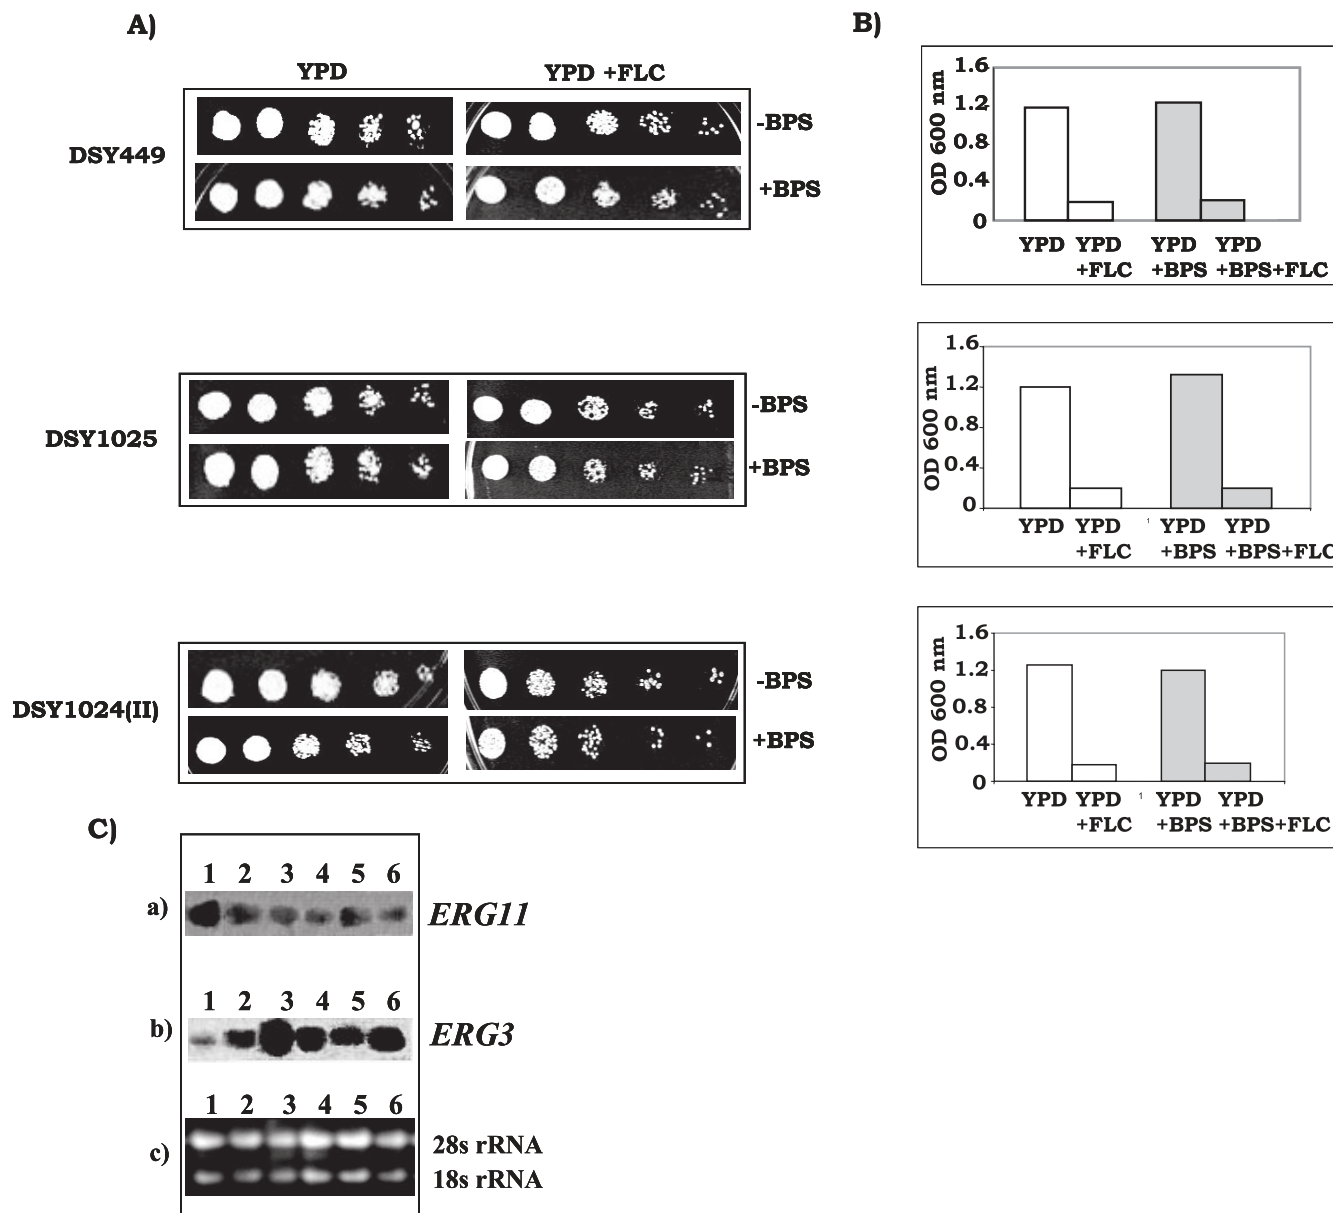 A)
YPD YPD +FLC
DSY449
-BPS
+BPS
DSY1025
-BPS
+BPS
DSY1024(II)
-BPS
+BPS
B)
OD 600 nm
1.6
1.2
0.8
0.4
0
YPD YPD YPD YPD
+FLC +BPS +BPS+FLC
OD 600 nm
1.6
1.2
0.8
0.4
0
YPD YPD 1 YPD YPD
+FLC +BPS +BPS+FLC
OD 600 nm
1.6
1.2
0.8
0.4
0
YPD YPD 1 YPD YPD
+FLC +BPS +BPS+FLC
C)
1 2 3 4 5 6
a) ERG11
1 2 3 4 5 6
b) ERG3
1 2 3 4 5 6
c)
28s rRNA
18s rRNA